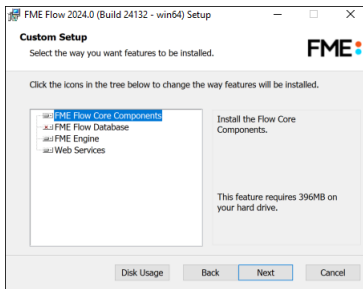 FME Flow 2024.0 (Build 24132 - win64) Setup
Custom Setup
Select the way you want features to be installed.
FME
Click the icons in the tree below to change the way features will be installed.
FME Flow Core Components
FME Flow Database
FME Engine
Web Services
Install the Flow Core
Components.
This feature requires 396MB on
your hard drive.
Disk Usage
Back
Next
Cancel